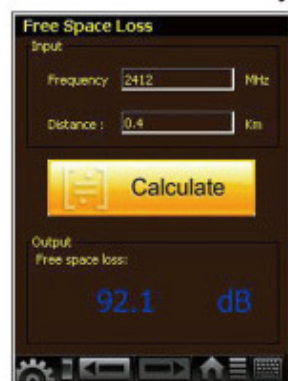 Free Space Loss
Input
Frequency 2412 MHz
Distance : 0.4 Km
Calculate
Output
Free space loss:
92.1 dB